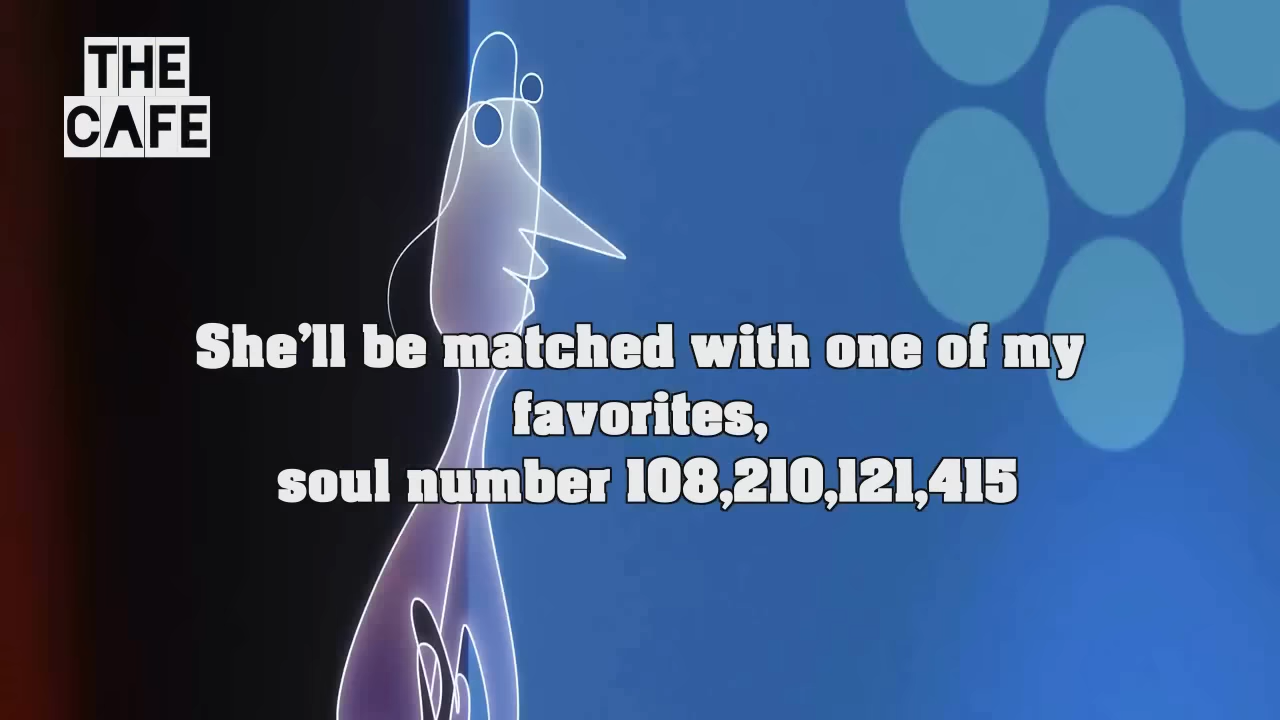 THE
CAFE
She'll be matched with one of my
favorites,
soul number 108,210,121,415